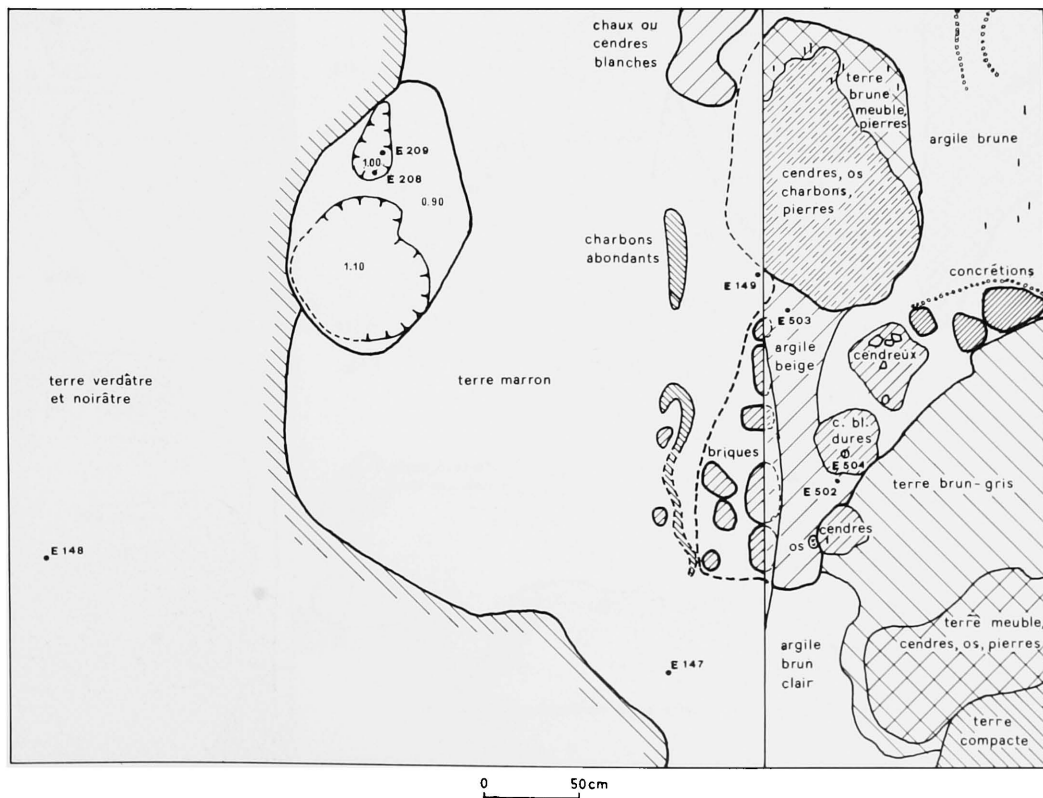 chaux ou
cendres
blanches
terre
brune
meuble,
pierres
argile brune
E 209
1.00
E 208
0.90
cendres, os
charbons,
pierres
charbons
abondants
1.10
concrétions
E 149
E 503
argile
beige
cendreux
terre verdâtre
et noirâtre
terre marron
c. bl.
dures
briques
E 504
E 502
terre brun-gris
cendres
os
E 148
terre meuble,
cendres, os, pierres
argile
brun
clair
E 147
terre
compacte
0 50cm